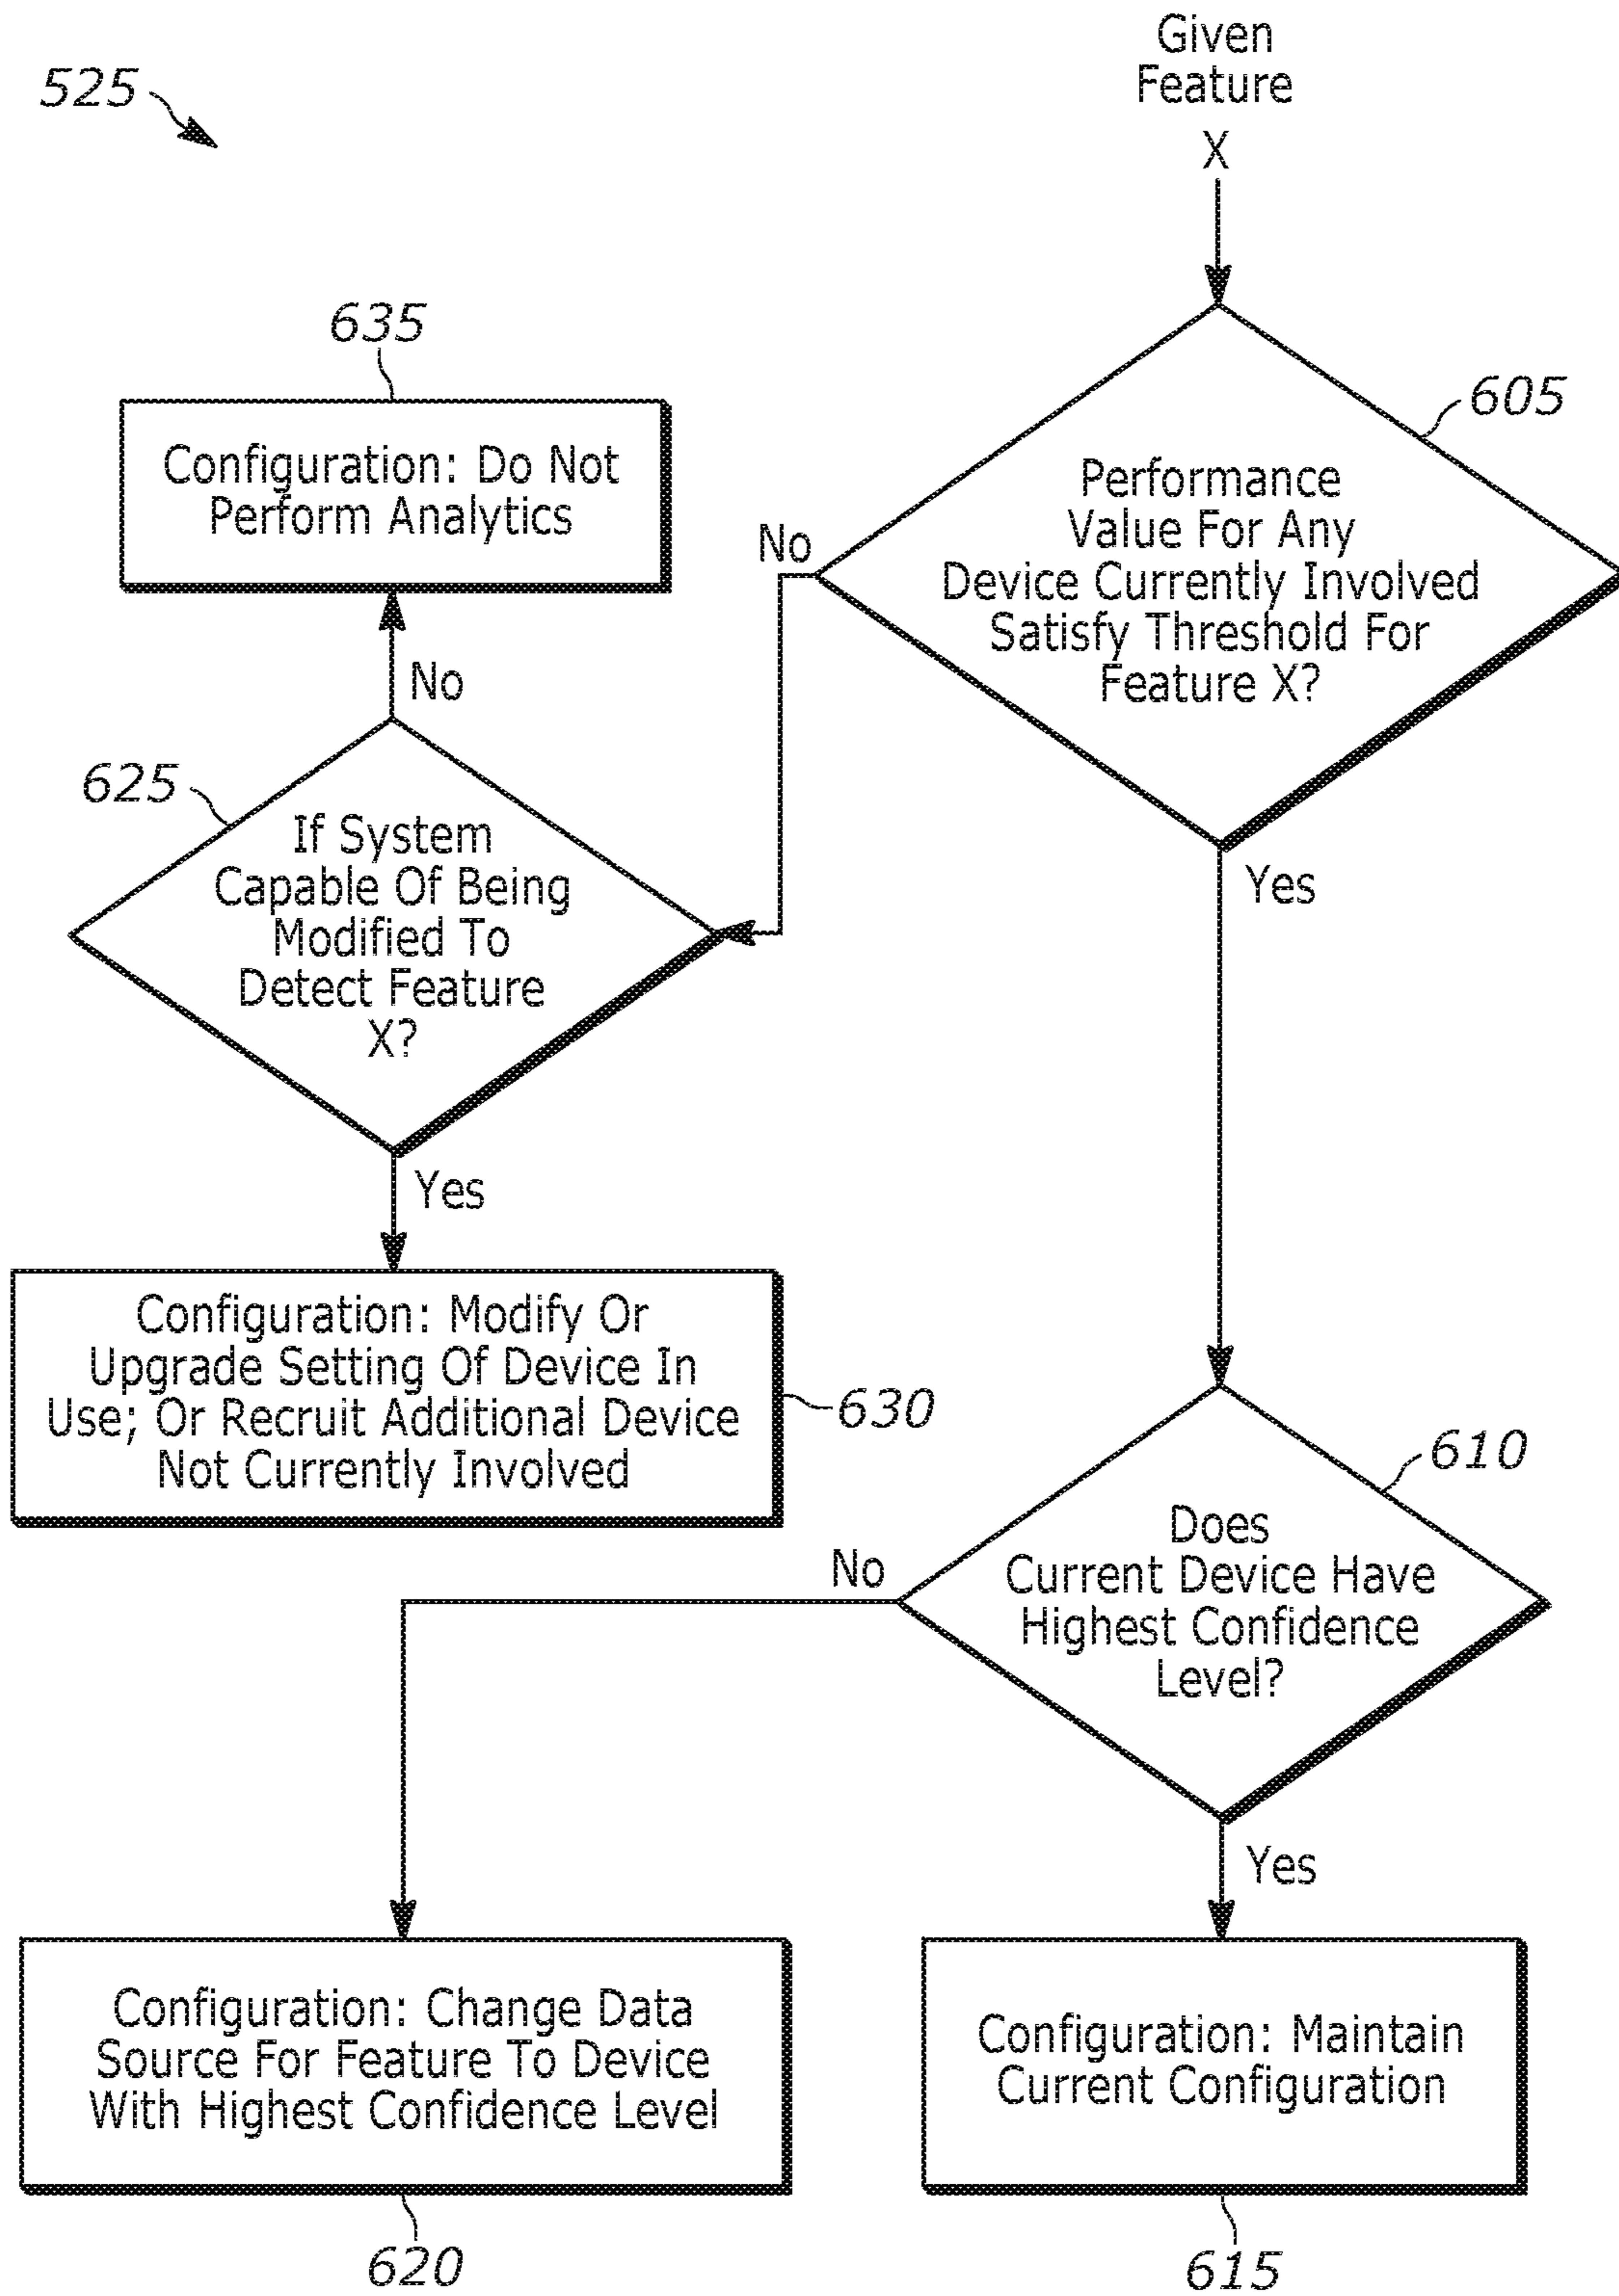 525
Given
Feature
X
635
Configuration: Do Not
Perform Analytics
605
Performance
Value For Any
Device Currently Involved
Satisfy Threshold For
Feature X?
No
Yes
No
625
If System
Capable Of Being
Modified To
Detect Feature
X?
Yes
Configuration: Modify Or
Upgrade Setting Of Device In
Use; Or Recruit Additional Device
Not Currently Involved
630
610
Does
Current Device Have
Highest Confidence
Level?
No
Yes
Configuration: Change Data
Source For Feature To Device
With Highest Confidence Level
620
Configuration: Maintain
Current Configuration
615